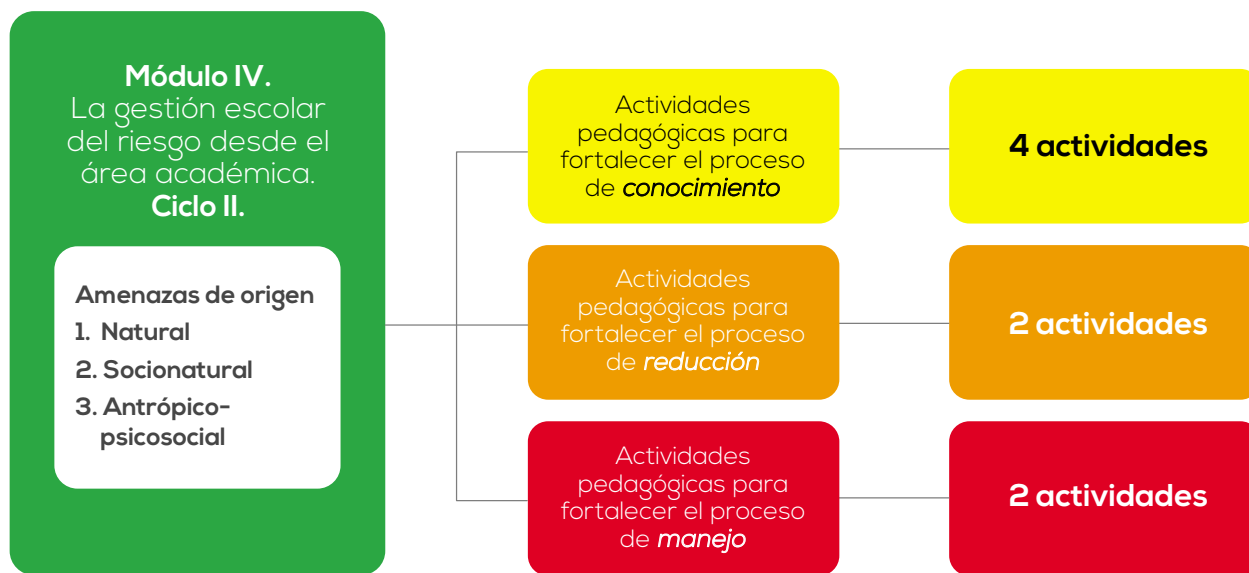 Módulo IV.
La gestión escolar
del riesgo desde el
área académica.
Ciclo II.
Amenazas de origen
1. Natural
2. Socionatural
3. Antrópico-
psicosocial
Actividades
pedagógicas para
fortalecer el proceso
de conocimiento
4 actividades
Actividades
pedagógicas para
fortalecer el proceso
de reducción
2 actividades
Actividades
pedagógicas para
fortalecer el proceso
de manejo
2 actividades